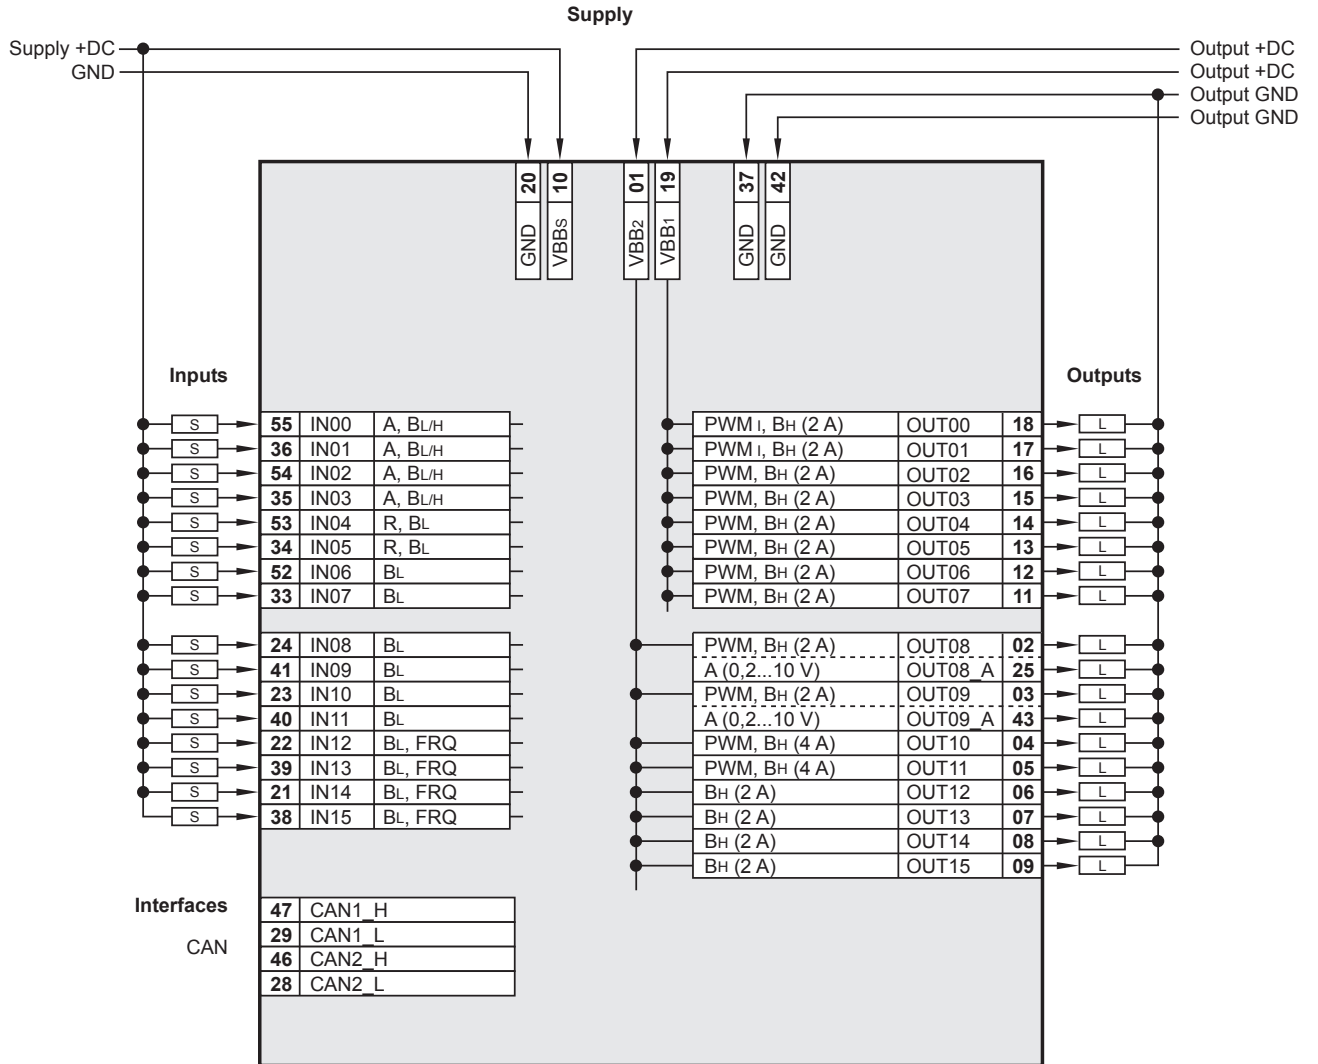 Supply
Supply +DC
GND
Output +DC
Output +DC
Output GND
Output GND
20 GND
10 VBBS
01 VBB2
19 VBB1
37 GND
42 GND
Inputs
S 55 IN00 A, BL/H
S 36 IN01 A, BL/H
S 54 IN02 A, BL/H
S 35 IN03 A, BL/H
S 53 IN04 R, BL
S 34 IN05 R, BL
S 52 IN06 BL
S 33 IN07 BL
S 24 IN08 BL
S 41 IN09 BL
S 23 IN10 BL
S 40 IN11 BL
S 22 IN12 BL, FRQ
S 39 IN13 BL, FRQ
S 21 IN14 BL, FRQ
S 38 IN15 BL, FRQ
Outputs
PWM I, BH (2 A) OUT00 18 L
PWM I, BH (2 A) OUT01 17 L
PWM, BH (2 A) OUT02 16 L
PWM, BH (2 A) OUT03 15 L
PWM, BH (2 A) OUT04 14 L
PWM, BH (2 A) OUT05 13 L
PWM, BH (2 A) OUT06 12 L
PWM, BH (2 A) OUT07 11 L
PWM, BH (2 A) OUT08 02 L
A (0,2...10 V) OUT08_A 25 L
PWM, BH (2 A) OUT09 03 L
A (0,2...10 V) OUT09_A 43 L
PWM, BH (4 A) OUT10 04 L
PWM, BH (4 A) OUT11 05 L
BH (2 A) OUT12 06 L
BH (2 A) OUT13 07 L
BH (2 A) OUT14 08 L
BH (2 A) OUT15 09 L
Interfaces
CAN
47 CAN1_H
29 CAN1_L
46 CAN2_H
28 CAN2_L